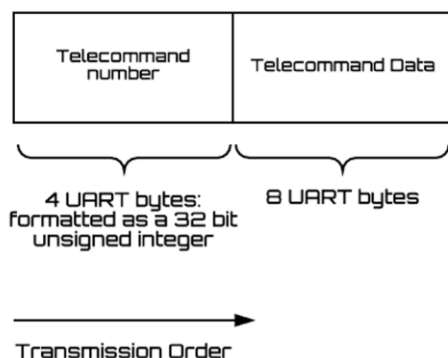 Telecommand
number
Telecommand Data
4 UART bytes:
formatted as a 32 bit
unsigned integer
8 UART bytes
Transmission Order